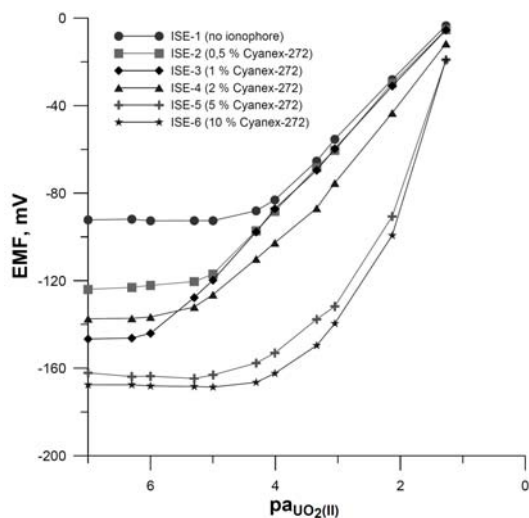 0
ISE-1 (no ionophore)
ISE-2 (0,5 % Cyanex-272)
ISE-3 (1 % Cyanex-272)
ISE-4 (2 % Cyanex-272)
ISE-5 (5 % Cyanex-272)
ISE-6 (10 % Cyanex-272)
-40
-80
-120
-160
-200
EMF, mV
6 4 2 0
paUO2(II)